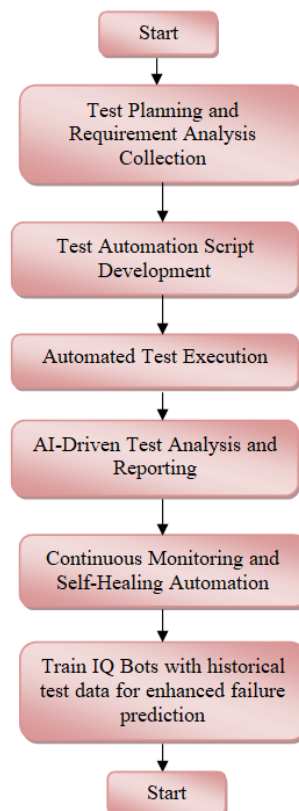 Start
Test Planning and
Requirement Analysis
Collection
Test Automation Script
Development
Automated Test Execution
AI-Driven Test Analysis and
Reporting
Continuous Monitoring and
Self-Healing Automation
Train IQ Bots with historical
test data for enhanced failure
prediction
Start